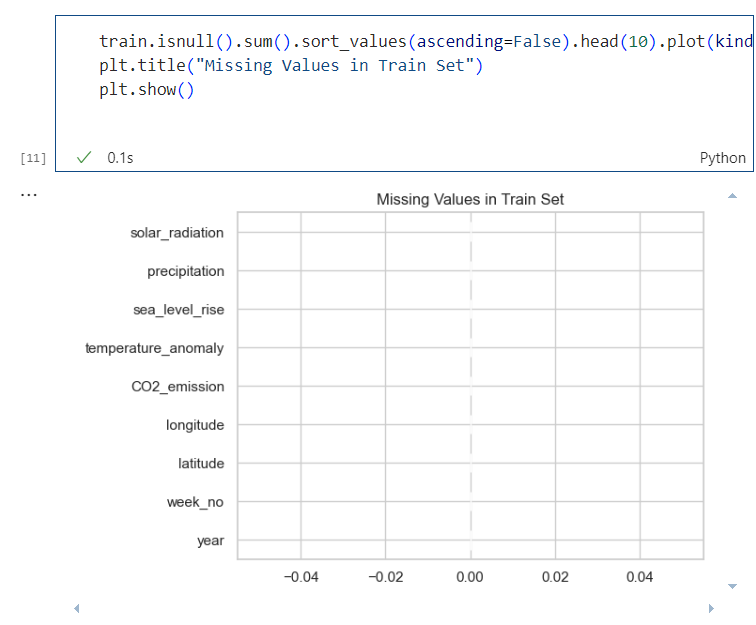 train.isnull().sum().sort_values(ascending=False).head(10).plot(kind
plt.title("Missing Values in Train Set")
plt.show()
[11]
0.1s
Python
...
Missing Values in Train Set
solar_radiation
precipitation
sea_level_rise
temperature_anomaly
CO2_emission
longitude
latitude
week_no
year
−0.04 −0.02 0.00 0.02 0.04